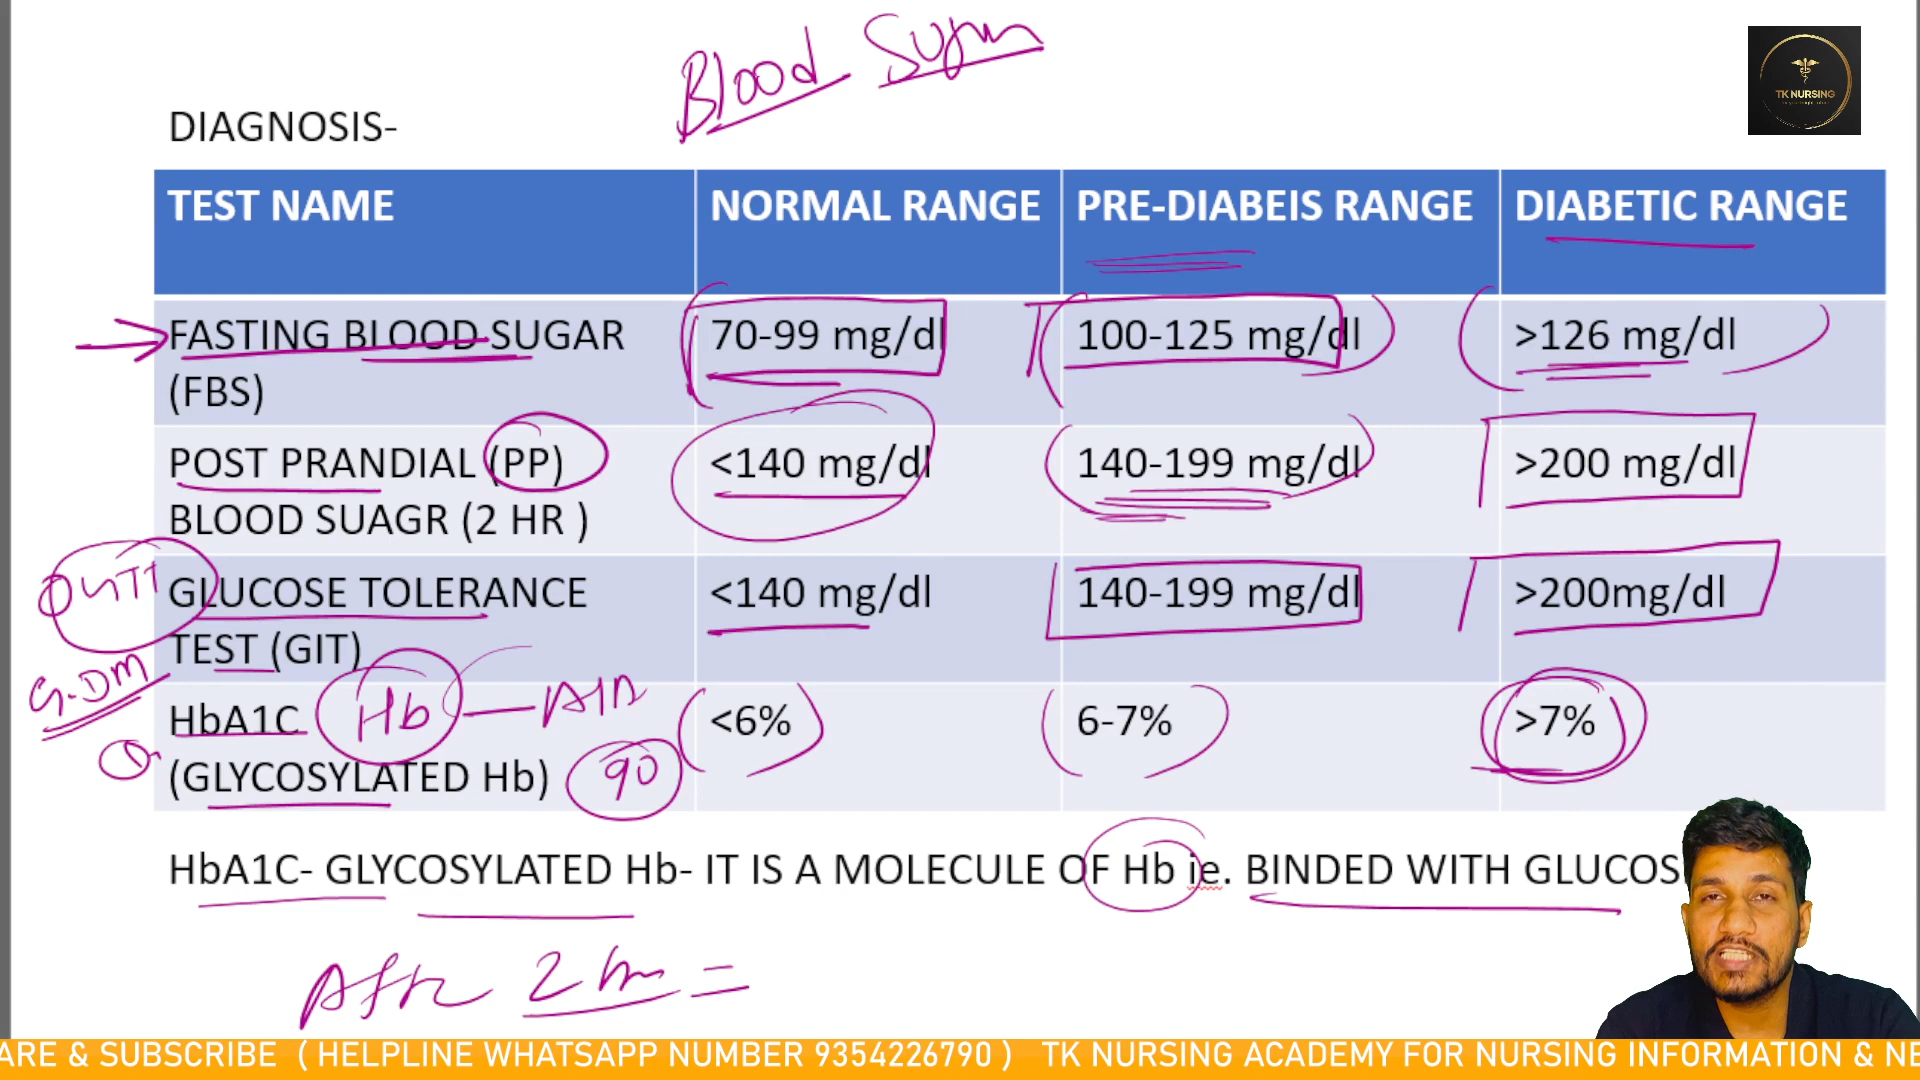 Blood Sugar
TK NURSING
DIAGNOSIS-
TEST NAME NORMAL RANGE PRE-DIABEIS RANGE DIABETIC RANGE
FASTING BLOOD SUGAR (FBS) 70-99 mg/dl 100-125 mg/dl >126 mg/dl
POST PRANDIAL (PP) BLOOD SUAGR (2 HR ) <140 mg/dl 140-199 mg/dl >200 mg/dl
OGTT
GLUCOSE TOLERANCE TEST (GIT) <140 mg/dl 140-199 mg/dl >200mg/dl
G.DM
HbA1C (GLYCOSYLATED Hb) <6% 6-7% >7%
Hb
90
HbA1C- GLYCOSYLATED Hb- IT IS A MOLECULE OF Hb ie. BINDED WITH GLUCOS
After 2 hr =
ARE & SUBSCRIBE ( HELPLINE WHATSAPP NUMBER 9354226790 ) TK NURSING ACADEMY FOR NURSING INFORMATION & NE